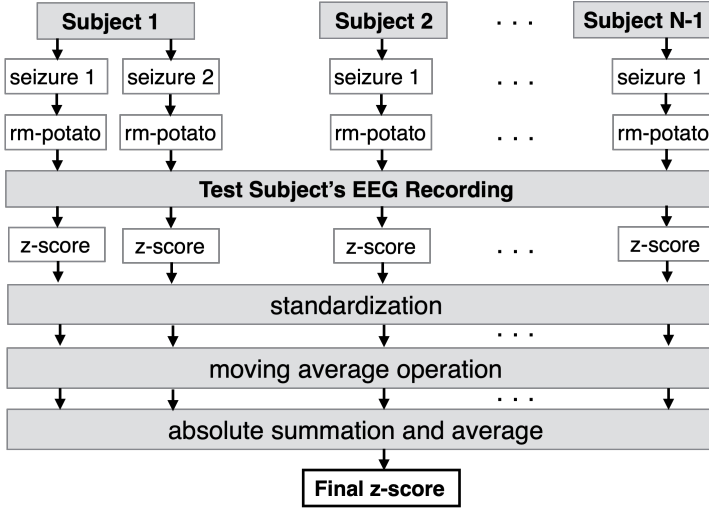 Subject 1 Subject 2 . . . Subject N-1
seizure 1 seizure 2 seizure 1 . . . seizure 1
rm-potato rm-potato rm-potato . . . rm-potato
Test Subject's EEG Recording
z-score z-score z-score . . . z-score
standardization
. . .
moving average operation
. . .
absolute summation and average
Final z-score